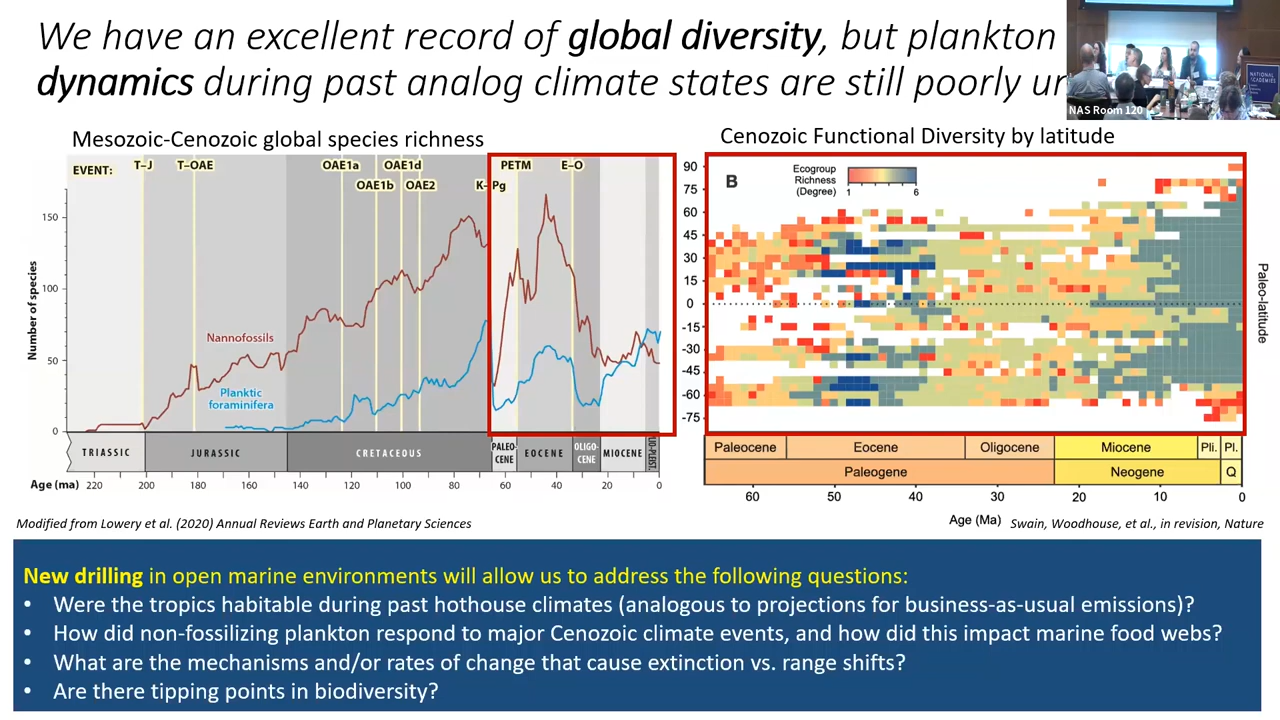 We have an excellent record of global diversity, but plankton
dynamics during past analog climate states are still poorly
NAS Room 120
NATIONAL
ACADEMIES
Mesozoic-Cenozoic global species richness
EVENT:
T–J
T–OAE
OAE1a
OAE1d
PETM
E–O
OAE1b
OAE2
K–Pg
150
100
50
0
Number of species
Nannofossils
Planktic
foraminifera
TRIASSIC
JURASSIC
CRETACEOUS
PALEO-
CENE
EOCENE
OLIGO-
CENE
MIOCENE
Age (ma)
220
200
180
160
140
120
100
80
60
40
20
0
Modified from Lowery et al. (2020) Annual Reviews Earth and Planetary Sciences
Cenozoic Functional Diversity by latitude
B
Ecogroup
Richness
(Degree)
1
6
90
75
60
45
30
15
0
-15
-30
-45
-60
-75
Paleo-latitude
Paleocene
Eocene
Oligocene
Miocene
Pli.
Pl.
Paleogene
Neogene
Q
60
50
40
30
20
10
0
Age (Ma)
Swain, Woodhouse, et al., in revision, Nature
New drilling in open marine environments will allow us to address the following questions:
• Were the tropics habitable during past hothouse climates (analogous to projections for business-as-usual emissions)?
• How did non-fossilizing plankton respond to major Cenozoic climate events, and how did this impact marine food webs?
• What are the mechanisms and/or rates of change that cause extinction vs. range shifts?
• Are there tipping points in biodiversity?